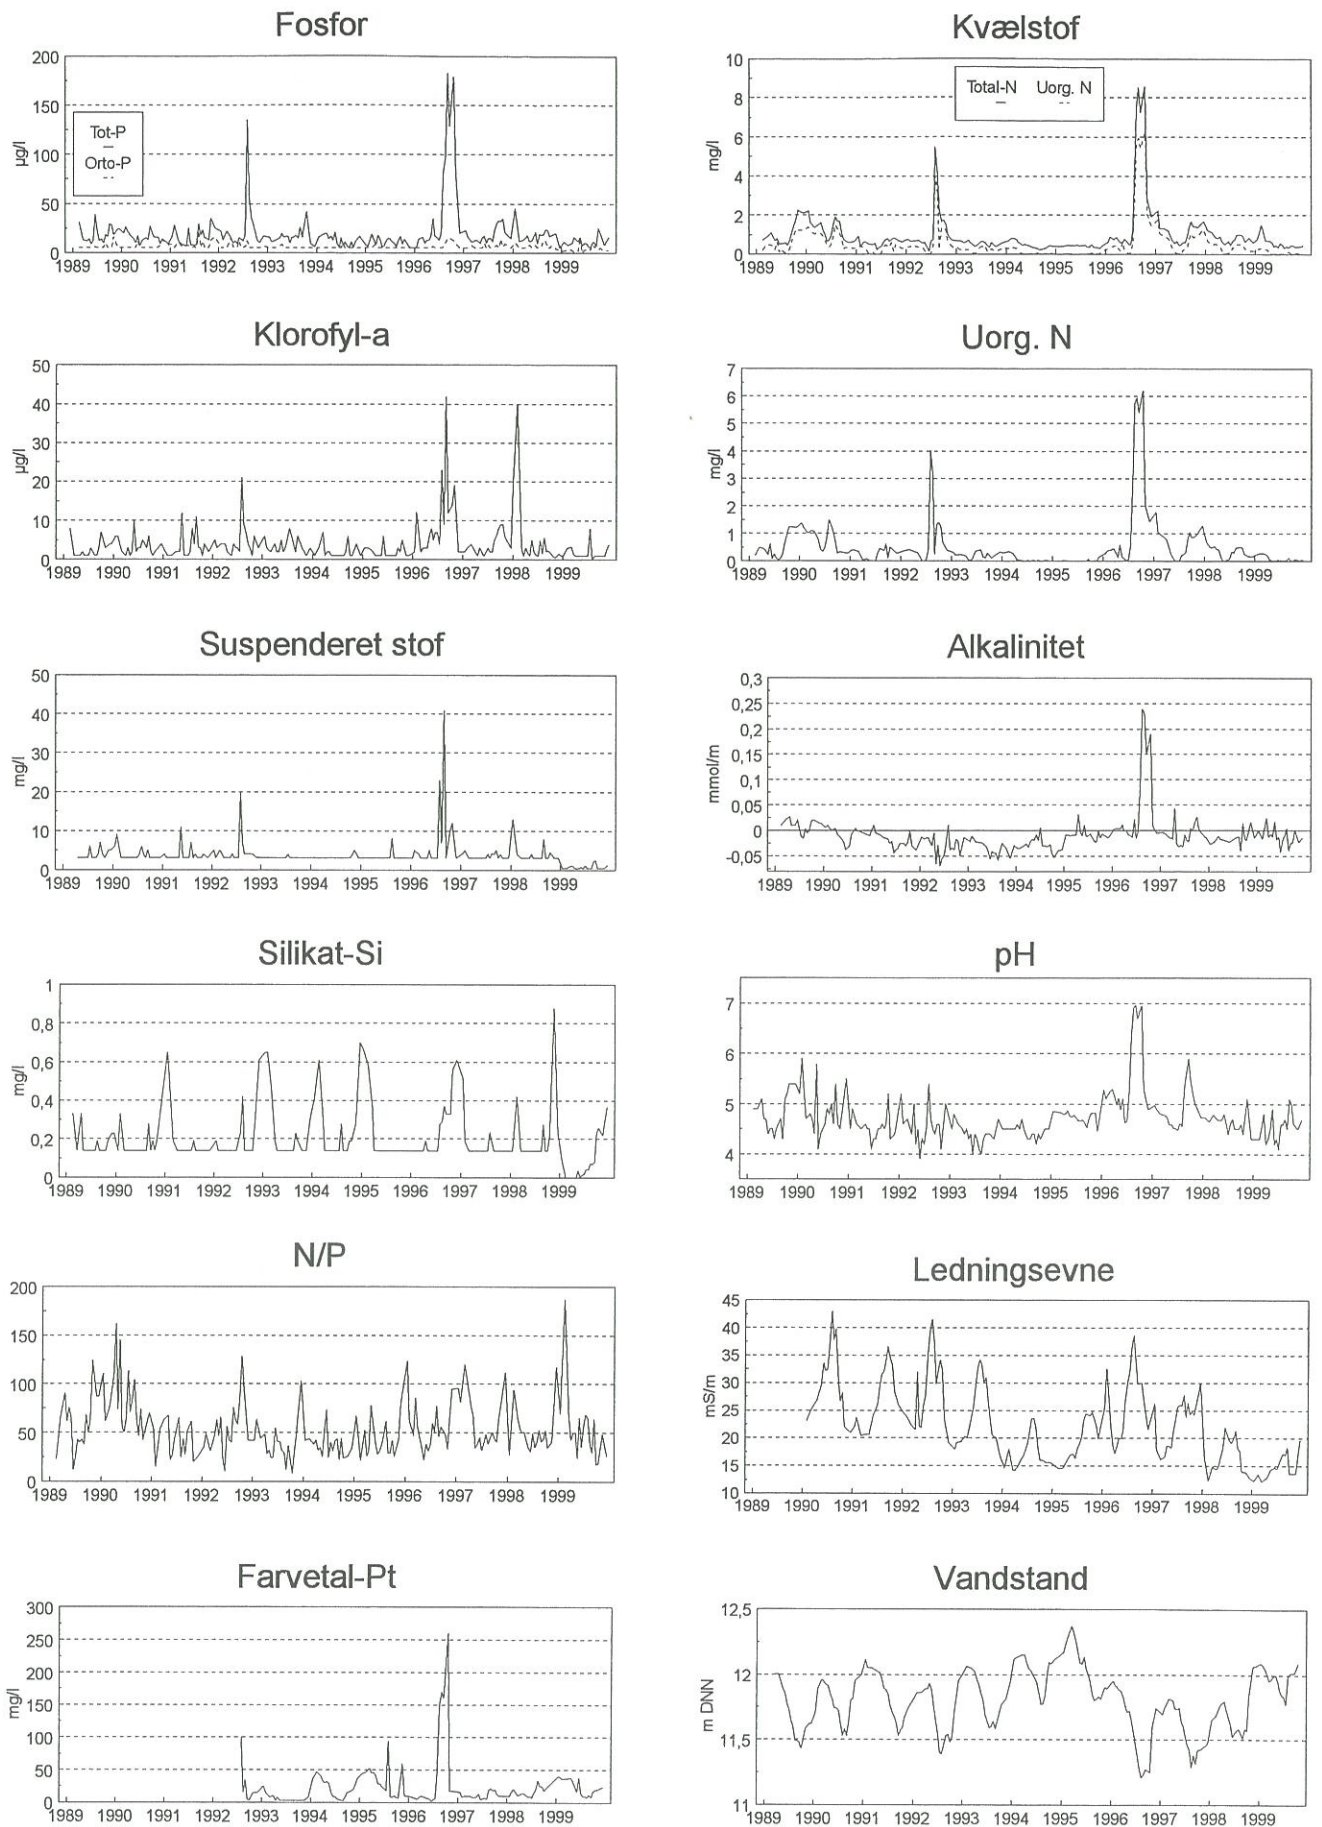 Fosfor
200
150
100
50
0
µg/l
Tot-P
Orto-P
1989 1990 1991 1992 1993 1994 1995 1996 1997 1998 1999
Kvælstof
10
8
6
4
2
0
mg/l
Total-N Uorg. N
1989 1990 1991 1992 1993 1994 1995 1996 1997 1998 1999
Klorofyl-a
50
40
30
20
10
0
µg/l
1989 1990 1991 1992 1993 1994 1995 1996 1997 1998 1999
Uorg. N
7
6
5
4
3
2
1
0
mg/l
1989 1990 1991 1992 1993 1994 1995 1996 1997 1998 1999
Suspenderet stof
50
40
30
20
10
0
mg/l
1989 1990 1991 1992 1993 1994 1995 1996 1997 1998 1999
Alkalinitet
0,3
0,25
0,2
0,15
0,1
0,05
0
-0,05
mmol/m
1989 1990 1991 1992 1993 1994 1995 1996 1997 1998 1999
Silikat-Si
1
0,8
0,6
0,4
0,2
0
mg/l
1989 1990 1991 1992 1993 1994 1995 1996 1997 1998 1999
pH
7
6
5
4
1989 1990 1991 1992 1993 1994 1995 1996 1997 1998 1999
N/P
200
150
100
50
0
1989 1990 1991 1992 1993 1994 1995 1996 1997 1998 1999
Ledningsevne
45
40
35
30
25
20
15
10
mS/m
1989 1990 1991 1992 1993 1994 1995 1996 1997 1998 1999
Farvetal-Pt
300
250
200
150
100
50
0
mg/l
1989 1990 1991 1992 1993 1994 1995 1996 1997 1998 1999
Vandstand
12,5
12
11,5
11
m DNN
1989 1990 1991 1992 1993 1994 1995 1996 1997 1998 1999